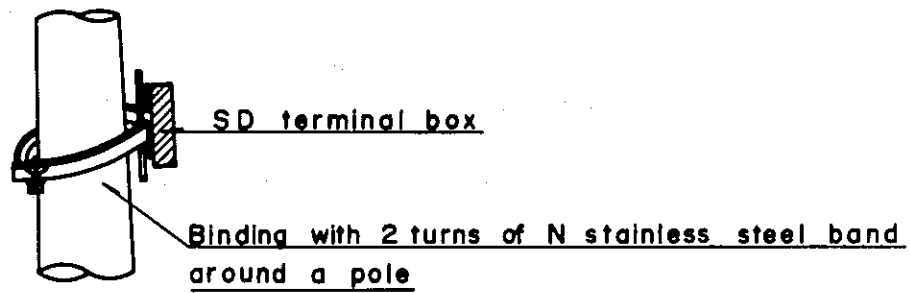 SD terminal box
Binding with 2 turns of N stainless steel band
around a pole